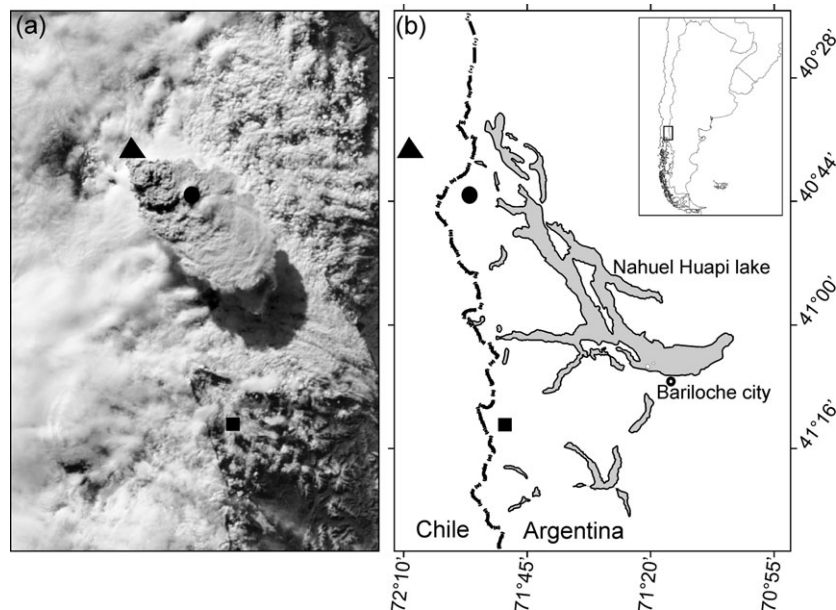 (a)
(b)
40°28'
40°44'
Nahuel Huapi lake
41°00'
Bariloche city
41°16'
Chile
Argentina
72°10'
71°45'
71°20'
70°55'